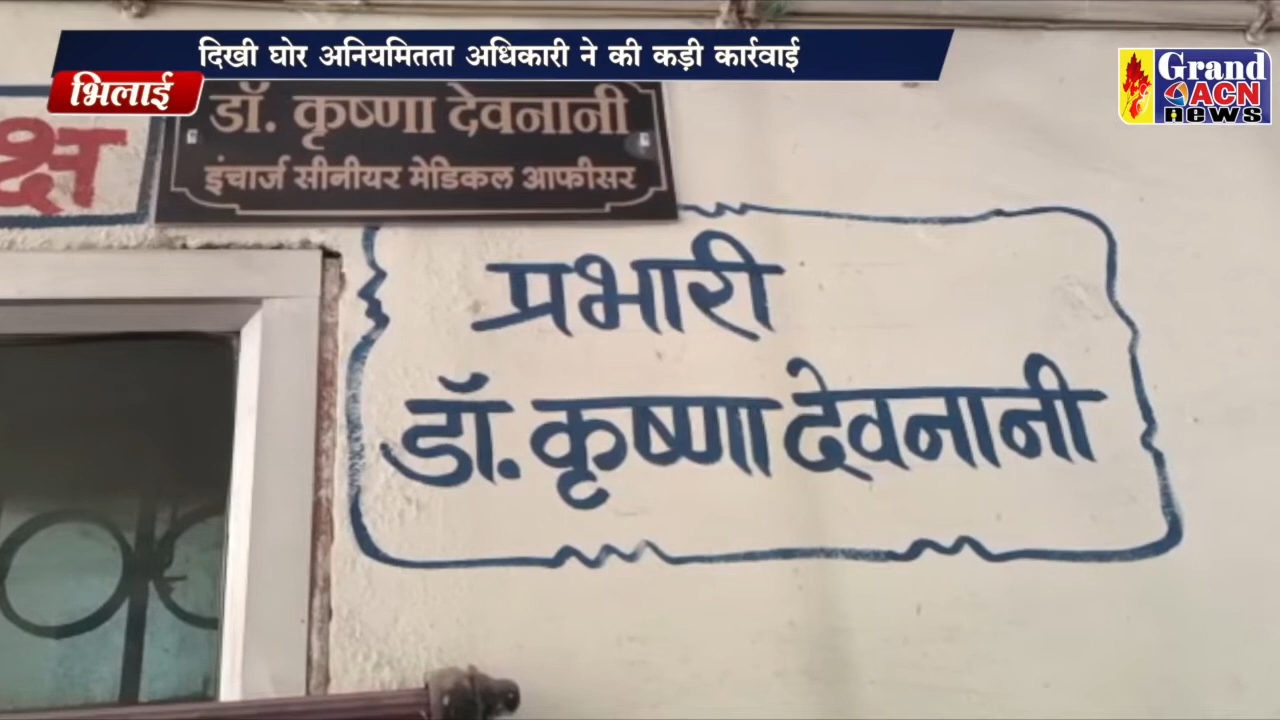 दिखी घोर अनियमितता अधिकारी ने की कड़ी कार्रवाई
भिलाई
Grand
ACN
news
क्ष
डॉ. कृष्णा देवनानी
इंचार्ज सीनीयर मेडिकल आफीसर
प्रभारी
डॉ. कृष्णा देवनानी